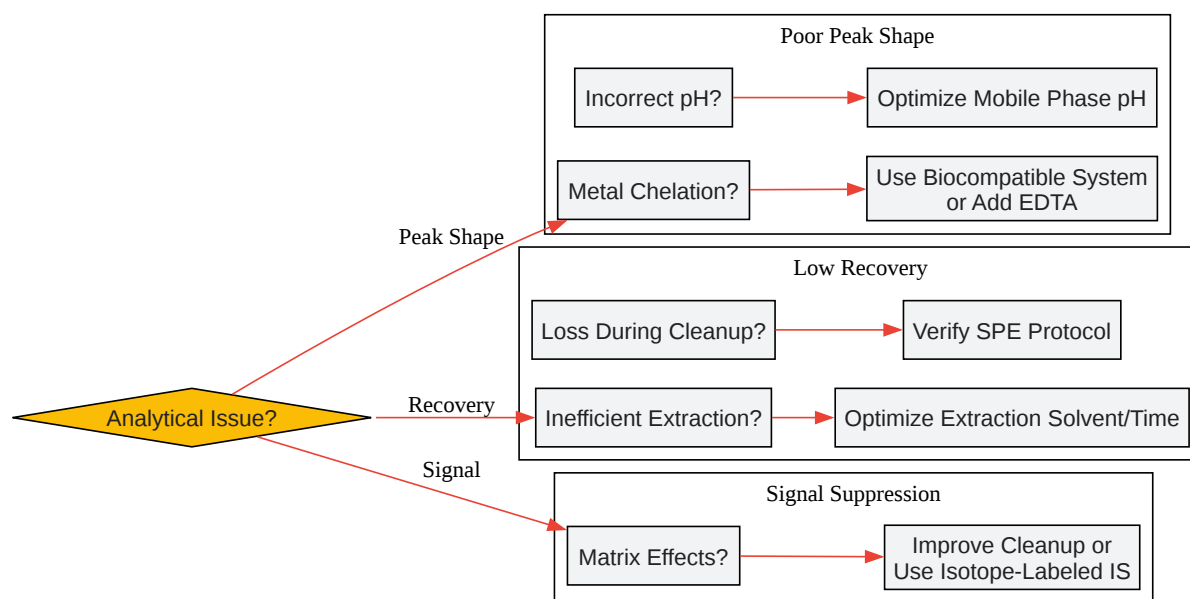 Poor Peak Shape
Incorrect pH?
Optimize Mobile Phase pH
Metal Chelation?
Use Biocompatible System
or Add EDTA
Peak Shape
Low Recovery
Loss During Cleanup?
Verify SPE Protocol
Analytical Issue?
Recovery
Inefficient Extraction?
Optimize Extraction Solvent/Time
Signal
Signal Suppression
Matrix Effects?
Improve Cleanup or
Use Isotope-Labeled IS